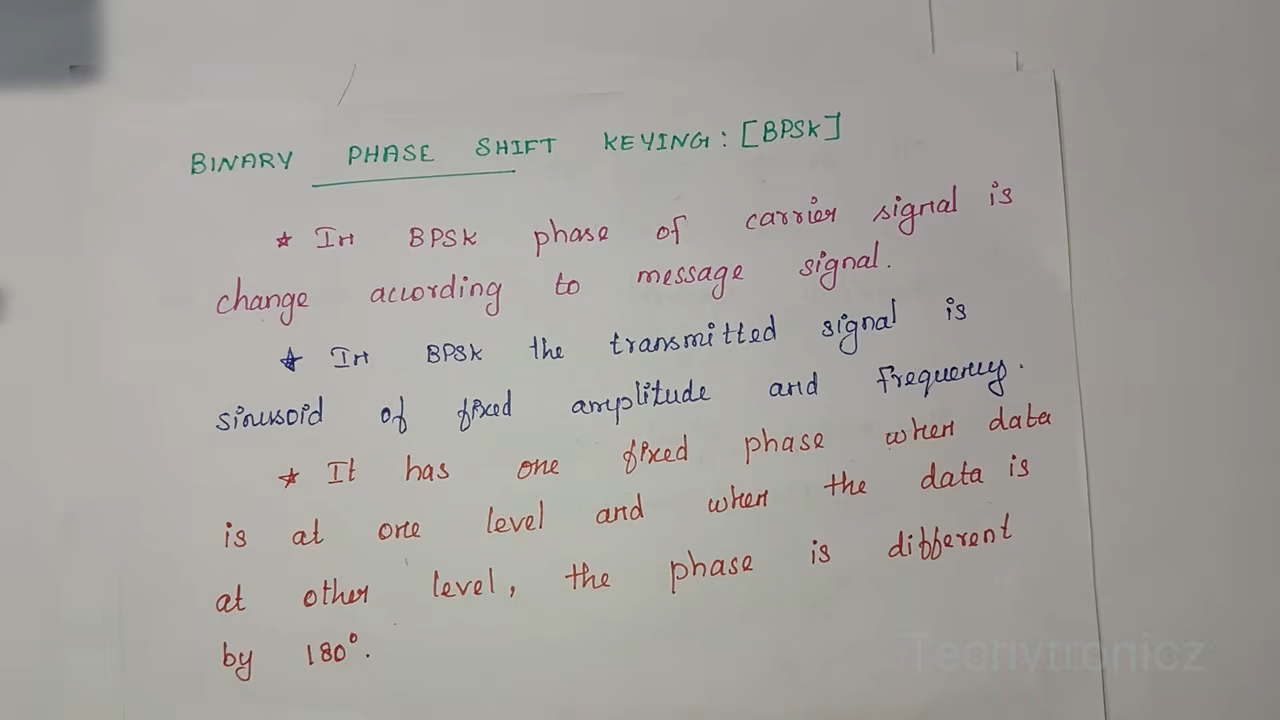 BINARY PHASE SHIFT KEYING: [BPSK]
★ In BPSK phase of carrier signal is
change according to message signal.
★ In BPSK the transmitted signal is
sinusoid of fixed amplitude and frequency.
★ It has one fixed phase when data
is at one level and when the data is
at other level, the phase is different
by 180°.
Techytronicz